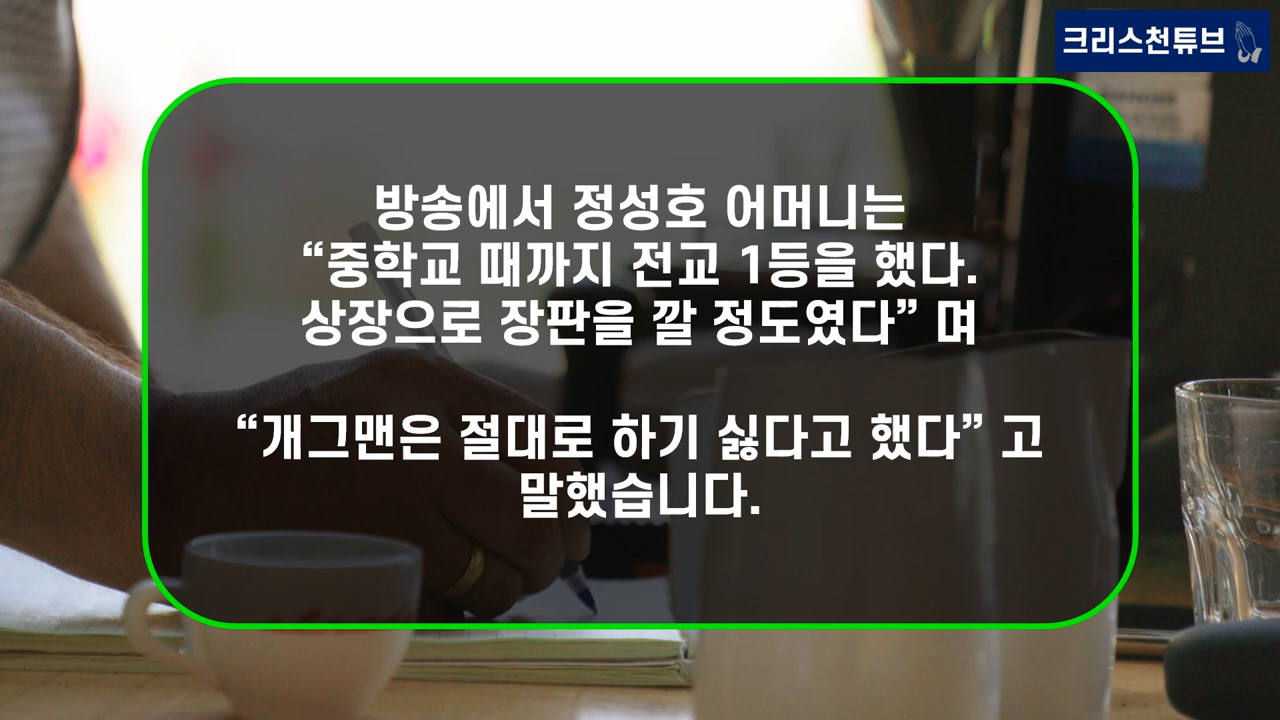 크리스천튜브
방송에서 정성호 어머니는
“중학교 때까지 전교 1등을 했다.
상장으로 장판을 깔 정도였다” 며
“개그맨은 절대로 하기 싫다고 했다” 고
말했습니다.